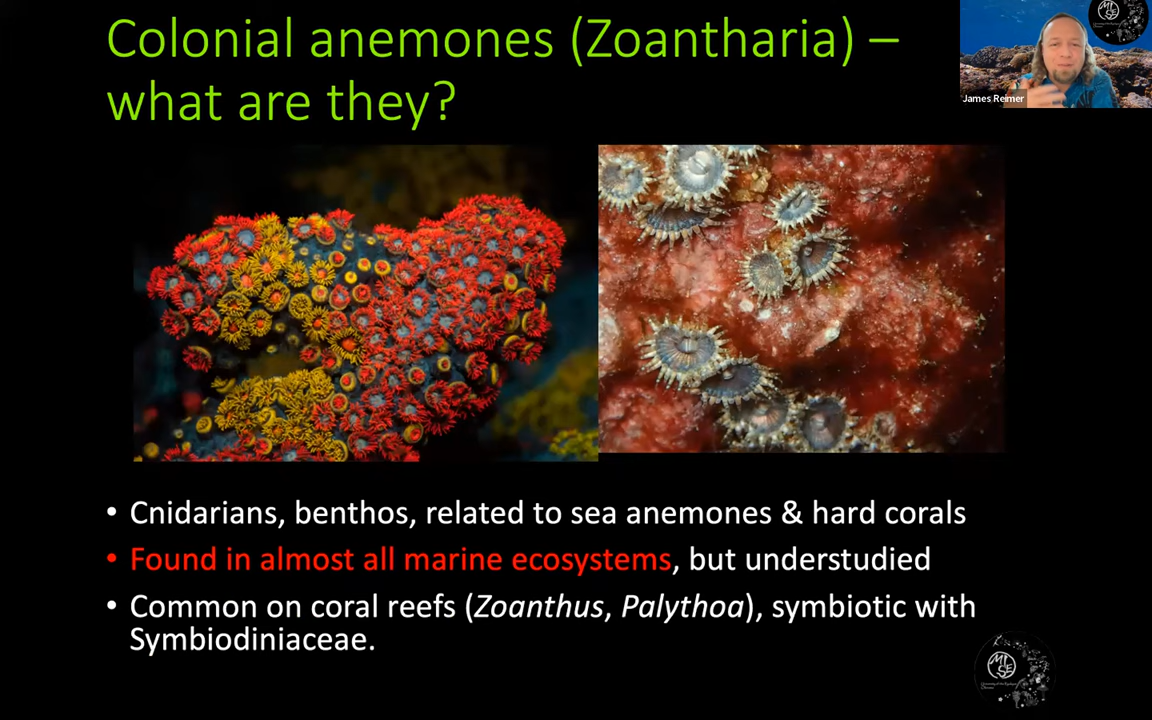 Colonial anemones (Zoantharia) –
what are they?
James Reimer
• Cnidarians, benthos, related to sea anemones & hard corals
• Found in almost all marine ecosystems, but understudied
• Common on coral reefs (Zoanthus, Palythoa), symbiotic with
Symbiodiniaceae.
MISE